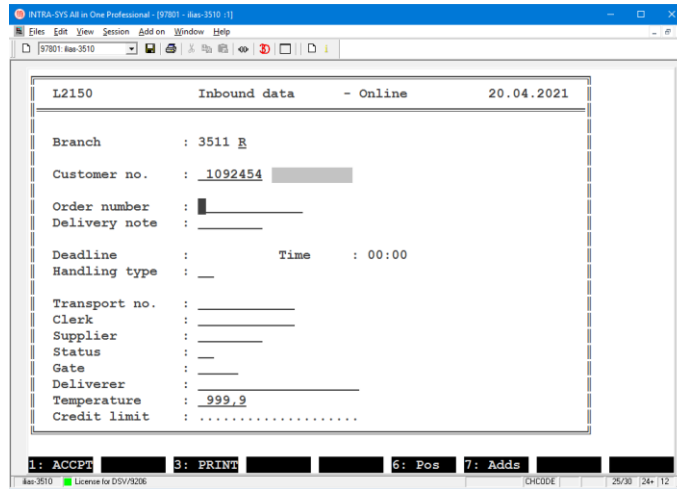 INTRA-SYS All in One Professional - [97801 - ilias-3510 :1]
Files Edit View Session Add on Window Help
97801: ilias-3510
L2150 Inbound data - Online 20.04.2021
Branch : 3511 R
Customer no. : 1092454
Order number :
Delivery note :
Deadline : Time : 00:00
Handling type :
Transport no. :
Clerk :
Supplier :
Status :
Gate :
Deliverer :
Temperature : 999,9
Credit limit : ....................
1: ACCPT 3: PRINT 6: Pos 7: Adds
ilias-3510 License for DSV/9206 CHCODE 25/30 24+ 12